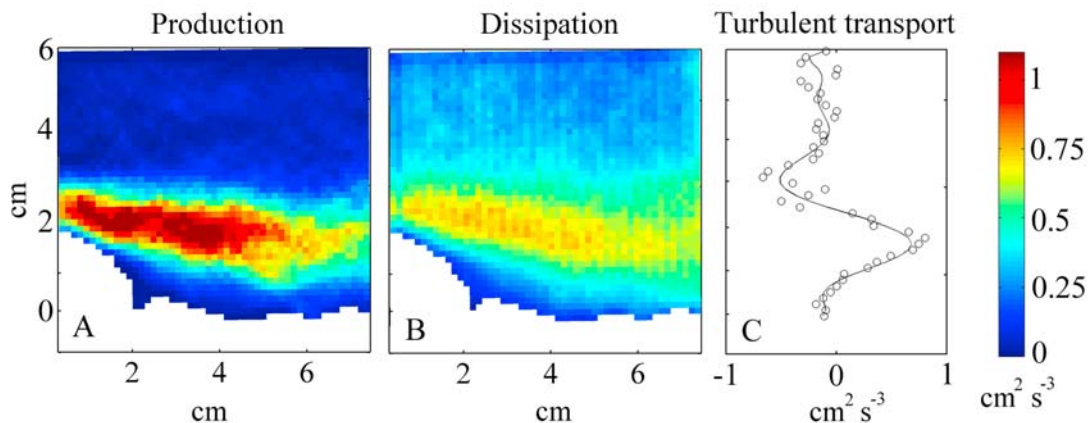 Production Dissipation Turbulent transport
6
4
2
0
cm
A B C
1
0.75
0.5
0.25
0
2 4 6 2 4 6 -1 0 1
cm cm cm² s⁻³ cm² s⁻³